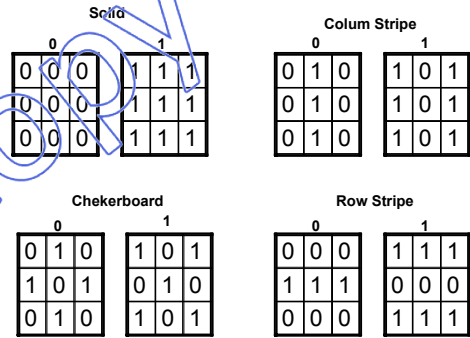 Solid
0 1
0 0 0 1 1 1
0 0 0 1 1 1
0 0 0 1 1 1
Colum Stripe
0 1
0 1 0 1 0 1
0 1 0 1 0 1
0 1 0 1 0 1
Chekerboard
0 1
0 1 0 1 0 1
1 0 1 0 1 0
0 1 0 1 0 1
Row Stripe
0 1
0 0 0 1 1 1
1 1 1 0 0 0
0 0 0 1 1 1
opy